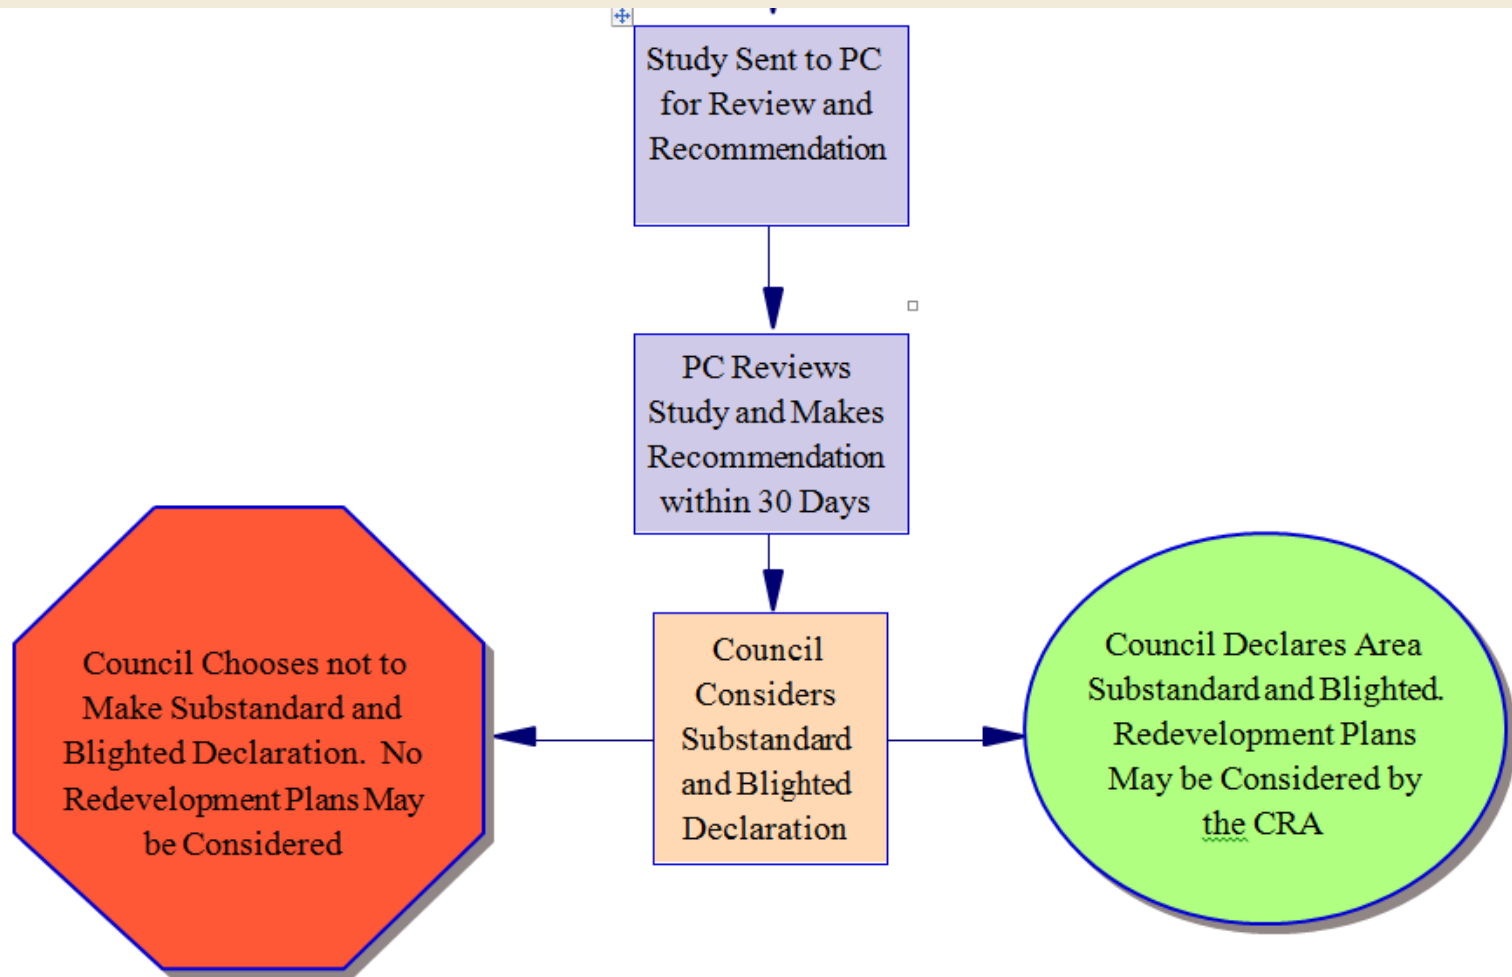 Study Sent to PC
for Review and
Recommendation
PC Reviews
Study and Makes
Recommendation
within 30 Days
Council Chooses not to
Make Substandard and
Blighted Declaration.  No
Redevelopment Plans May
be Considered
Council
Considers
Substandard
and Blighted
Declaration
Council Declares Area
Substandard and Blighted.
Redevelopment Plans
May be Considered by
the CRA